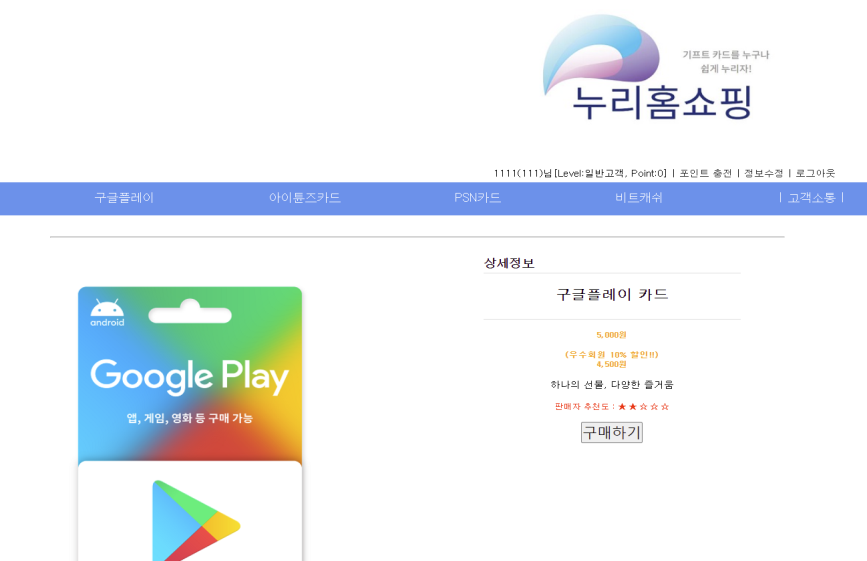 기프트 카드를 누구나
쉽게 누리자!
누리홈쇼핑
1111(111)님[Level:일반고객, Point:0] | 포인트 충전 | 정보수정 | 로그아웃
구글플레이 아이튠즈카드 PSN카드 비트캐쉬 | 고객소통 |
상세정보
구글플레이 카드
5,000원
(우수회원 10% 할인!!)
4,500원
하나의 선물, 다양한 즐거움
판매자 추천도 : ★★☆☆☆
구매하기
android
Google Play
앱, 게임, 영화 등 구매 가능